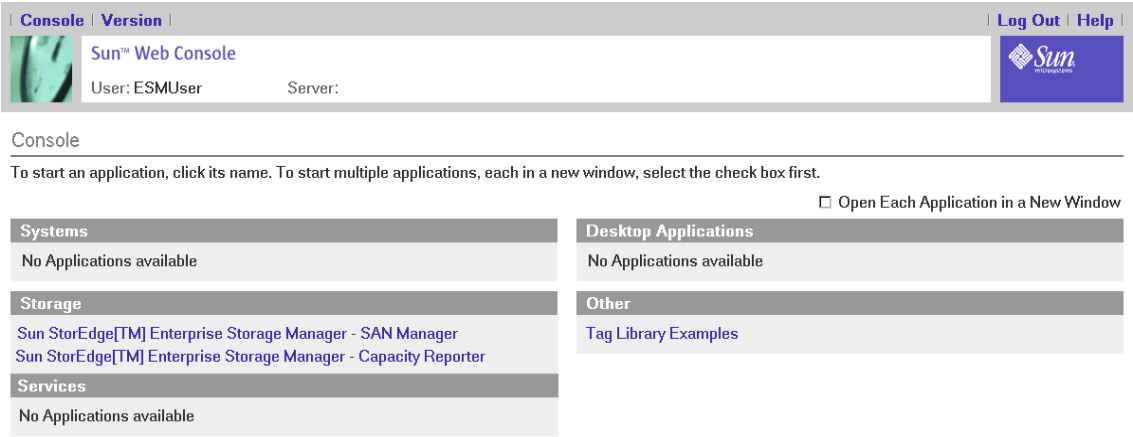 Console | Version | | Log Out | Help |
Sun™ Web Console
User: ESMUser Server:
Sun
microsystems
Console
To start an application, click its name. To start multiple applications, each in a new window, select the check box first.
Open Each Application in a New Window
Systems
No Applications available
Desktop Applications
No Applications available
Storage
Sun StorEdge[TM] Enterprise Storage Manager - SAN Manager
Sun StorEdge[TM] Enterprise Storage Manager - Capacity Reporter
Other
Tag Library Examples
Services
No Applications available